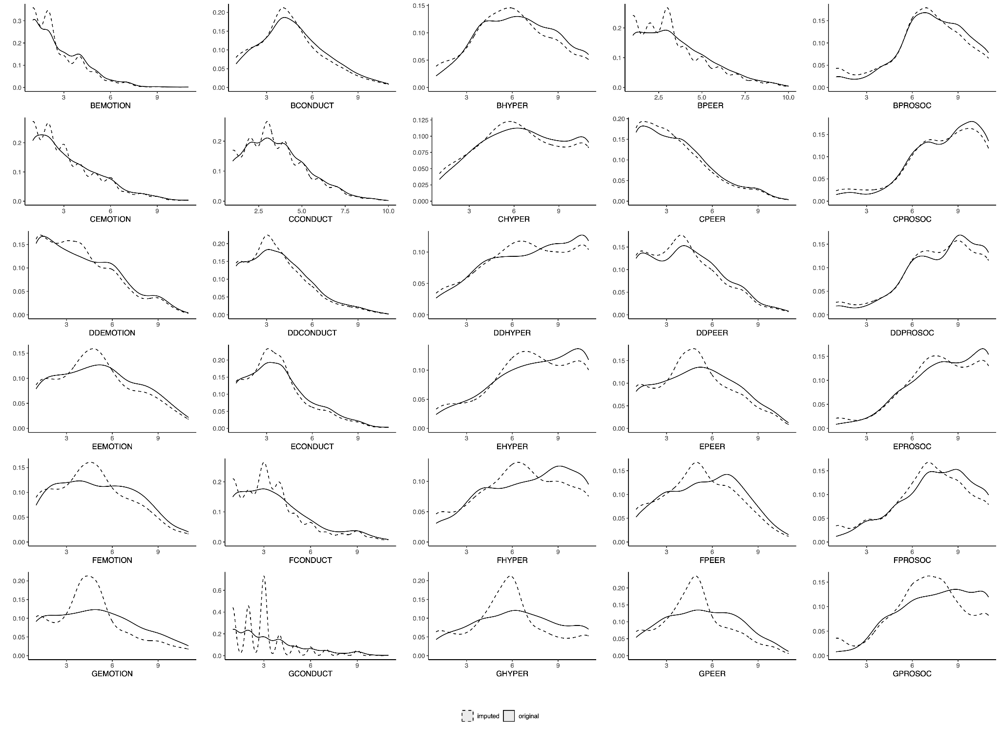 0.3
0.2
0.1
0.0
3 6 9
BEMOTION
0.20
0.15
0.10
0.05
0.00
3 6 9
BCONDUCT
0.15
0.10
0.05
0.00
3 6 9
BHYPER
0.2
0.1
0.0
2.5 5.0 7.5 10.0
BPEER
0.15
0.10
0.05
0.00
3 6 9
BPROSOC
0.2
0.1
0.0
3 6 9
CEMOTION
0.2
0.1
0.0
2.5 5.0 7.5 10.0
CCONDUCT
0.125
0.100
0.075
0.050
0.025
0.000
3 6 9
CHYPER
0.20
0.15
0.10
0.05
0.00
3 6 9
CPEER
0.15
0.10
0.05
0.00
3 6 9
CPROSOC
0.15
0.10
0.05
0.00
3 6 9
DDEMOTION
0.20
0.15
0.10
0.05
0.00
3 6 9
DDCONDUCT
0.10
0.05
0.00
3 6 9
DDHYPER
0.15
0.10
0.05
0.00
3 6 9
DDPEER
0.15
0.10
0.05
0.00
3 6 9
DDPROSOC
0.15
0.10
0.05
0.00
3 6 9
EEMOTION
0.20
0.15
0.10
0.05
0.00
3 6 9
ECONDUCT
0.10
0.05
0.00
3 6 9
EHYPER
0.15
0.10
0.05
0.00
3 6 9
EPEER
0.15
0.10
0.05
0.00
3 6 9
EPROSOC
0.15
0.10
0.05
0.00
3 6 9
FEMOTION
0.2
0.1
0.0
3 6 9
FCONDUCT
0.10
0.05
0.00
3 6 9
FHYPER
0.15
0.10
0.05
0.00
3 6 9
FPEER
0.15
0.10
0.05
0.00
3 6 9
FPROSOC
0.20
0.15
0.10
0.05
0.00
3 6 9
GEMOTION
0.6
0.4
0.2
0.0
3 6 9
GCONDUCT
0.20
0.15
0.10
0.05
0.00
3 6 9
GHYPER
0.20
0.15
0.10
0.05
0.00
3 6 9
GPEER
0.15
0.10
0.05
0.00
3 6 9
GPROSOC
imputed original